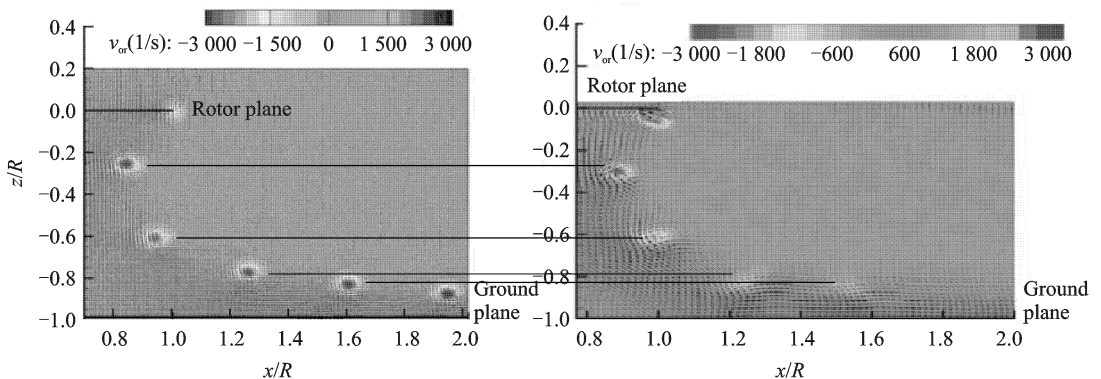 v_or(1/s): −3 000 −1 500 0 1 500 3 000
0.4
0.2
0.0
−0.2
−0.4
−0.6
−0.8
−1.0
z/R
Rotor plane
Ground
plane
0.8 1.0 1.2 1.4 1.6 1.8 2.0
x/R
v_or(1/s): −3 000 −1 800 −600 600 1 800 3 000
0.4
Rotor plane
0.0
−0.2
−0.4
−0.6
−0.8
−1.0
Ground
plane
0.8 1.0 1.2 1.4 1.6 1.8 2.0
x/R